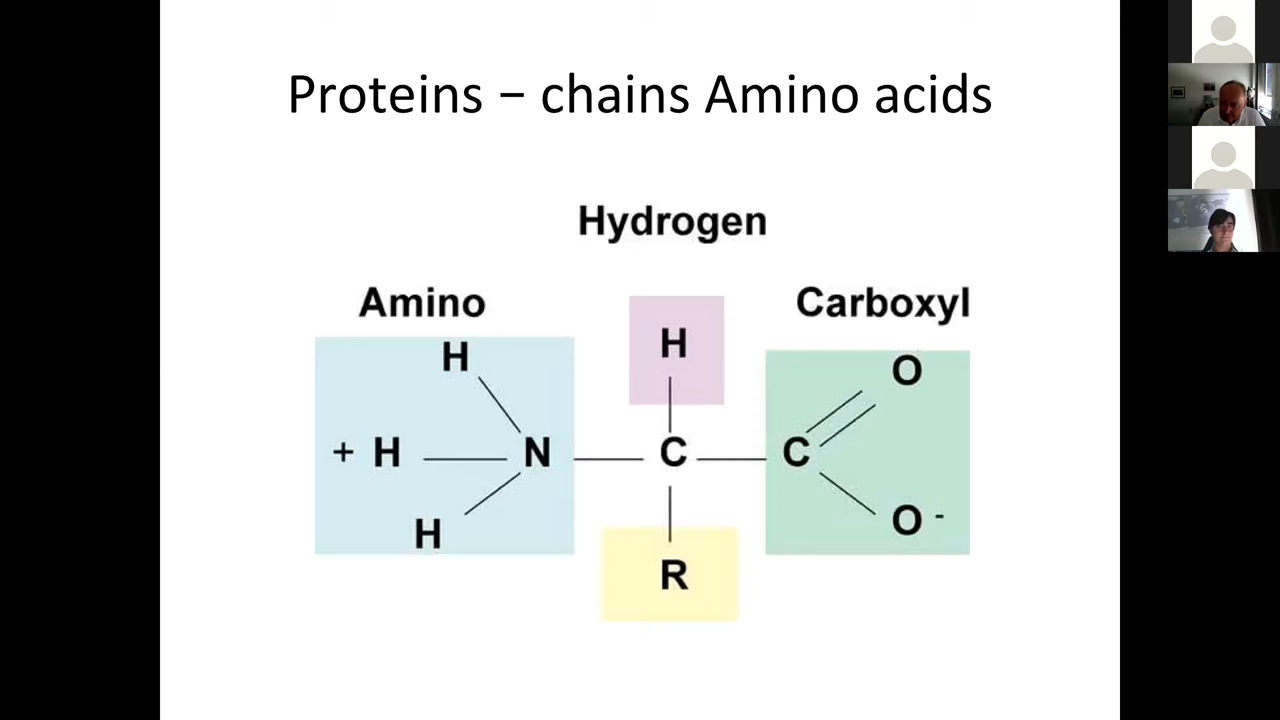 Proteins − chains Amino acids
Hydrogen
Amino
Carboxyl
H
H
O
+ H
N
C
C
H
O -
R